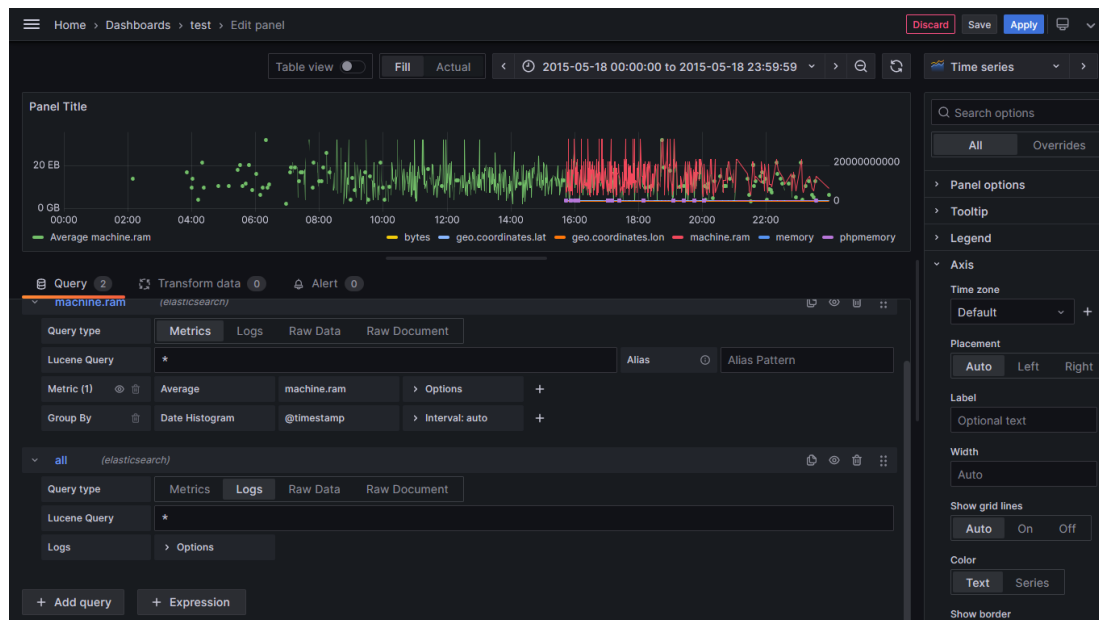 Home › Dashboards › test › Edit panel
Discard Save Apply
Table view Fill Actual ‹ 2015-05-18 00:00:00 to 2015-05-18 23:59:59 › Time series ›
Panel Title
Search options
All Overrides
20 EB
20000000000
0 GB
0
00:00 02:00 04:00 06:00 08:00 10:00 12:00 14:00 16:00 18:00 20:00 22:00
Average machine.ram bytes geo.coordinates.lat geo.coordinates.lon machine.ram memory phpmemory
› Panel options
› Tooltip
› Legend
Axis
Time zone
Default +
Placement
Auto Left Right
Label
Optional text
Width
Auto
Show grid lines
Auto On Off
Color
Text Series
Show border
Query 2 Transform data 0 Alert 0
machine.ram (elasticsearch)
Query type Metrics Logs Raw Data Raw Document
Lucene Query * Alias Alias Pattern
Metric (1) Average machine.ram › Options +
Group By Date Histogram @timestamp › Interval: auto +
all (elasticsearch)
Query type Metrics Logs Raw Data Raw Document
Lucene Query *
Logs › Options
+ Add query + Expression